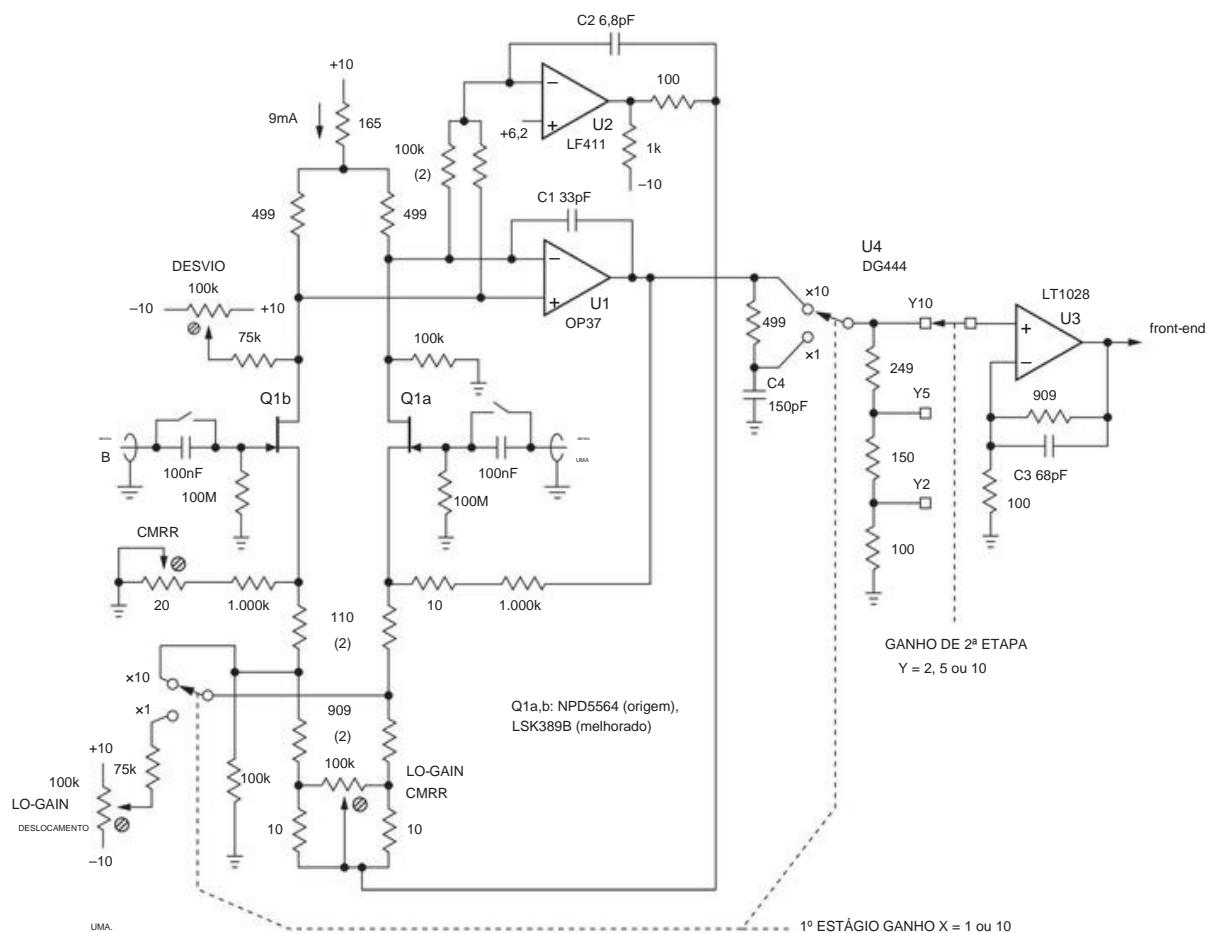 C2 6,8pF
+10
9mA
165
100
U2
LF411
+6,2
100k
(2)
1k
–10
499
499
C1 33pF
U1
OP37
DESVIO
100k
–10
+10
75k
100k
U4
DG444
×10
×1
499
C4
150pF
Y10
249
Y5
150
Y2
100
LT1028
U3
front-end
909
C3 68pF
100
Q1b
Q1a
B
100nF
100M
100nF
100M
UMA
CMRR
20
1.000k
10
1.000k
110
(2)
×10
×1
909
(2)
100k
LO-GAIN
CMRR
+10
75k
100k
LO-GAIN
DESLOCAMENTO
–10
100k
10
10
Q1a,b: NPD5564 (origem),
LSK389B (melhorado)
GANHO DE 2ª ETAPA
Y = 2, 5 ou 10
UMA.
1º ESTÁGIO GANHO X = 1 ou 10